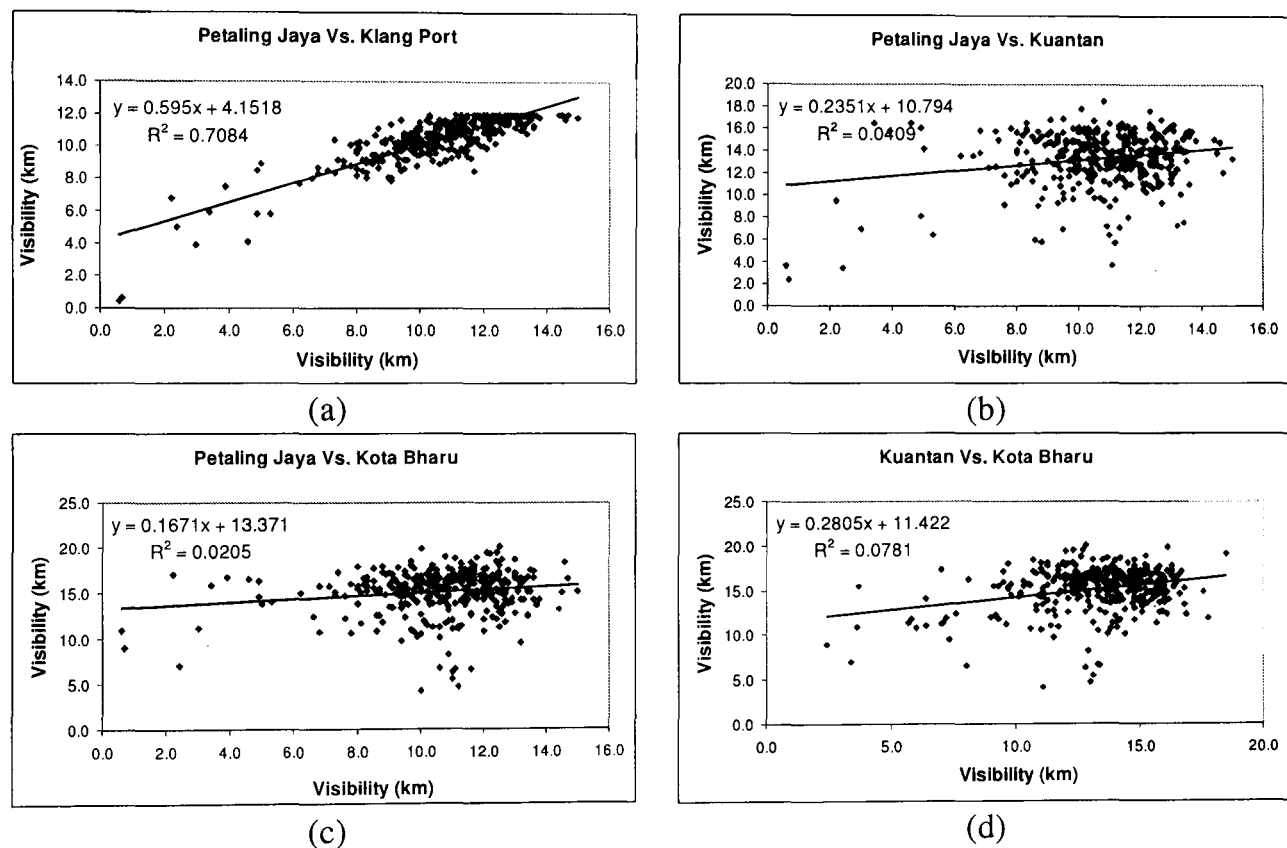 Petaling Jaya Vs. Klang Port
y = 0.595x + 4.1518
R² = 0.7084
14.0
12.0
10.0
8.0
6.0
4.0
2.0
0.0
0.0 2.0 4.0 6.0 8.0 10.0 12.0 14.0 16.0
Visibility (km)
Visibility (km)
(a)
Petaling Jaya Vs. Kuantan
y = 0.2351x + 10.794
R² = 0.0409
20.0
18.0
16.0
14.0
12.0
10.0
8.0
6.0
4.0
2.0
0.0
0.0 2.0 4.0 6.0 8.0 10.0 12.0 14.0 16.0
Visibility (km)
Visibility (km)
(b)
Petaling Jaya Vs. Kota Bharu
y = 0.1671x + 13.371
R² = 0.0205
25.0
20.0
15.0
10.0
5.0
0.0
0.0 2.0 4.0 6.0 8.0 10.0 12.0 14.0 16.0
Visibility (km)
Visibility (km)
(c)
Kuantan Vs. Kota Bharu
y = 0.2805x + 11.422
R² = 0.0781
25.0
20.0
15.0
10.0
5.0
0.0
0.0 5.0 10.0 15.0 20.0
Visibility (km)
Visibility (km)
(d)